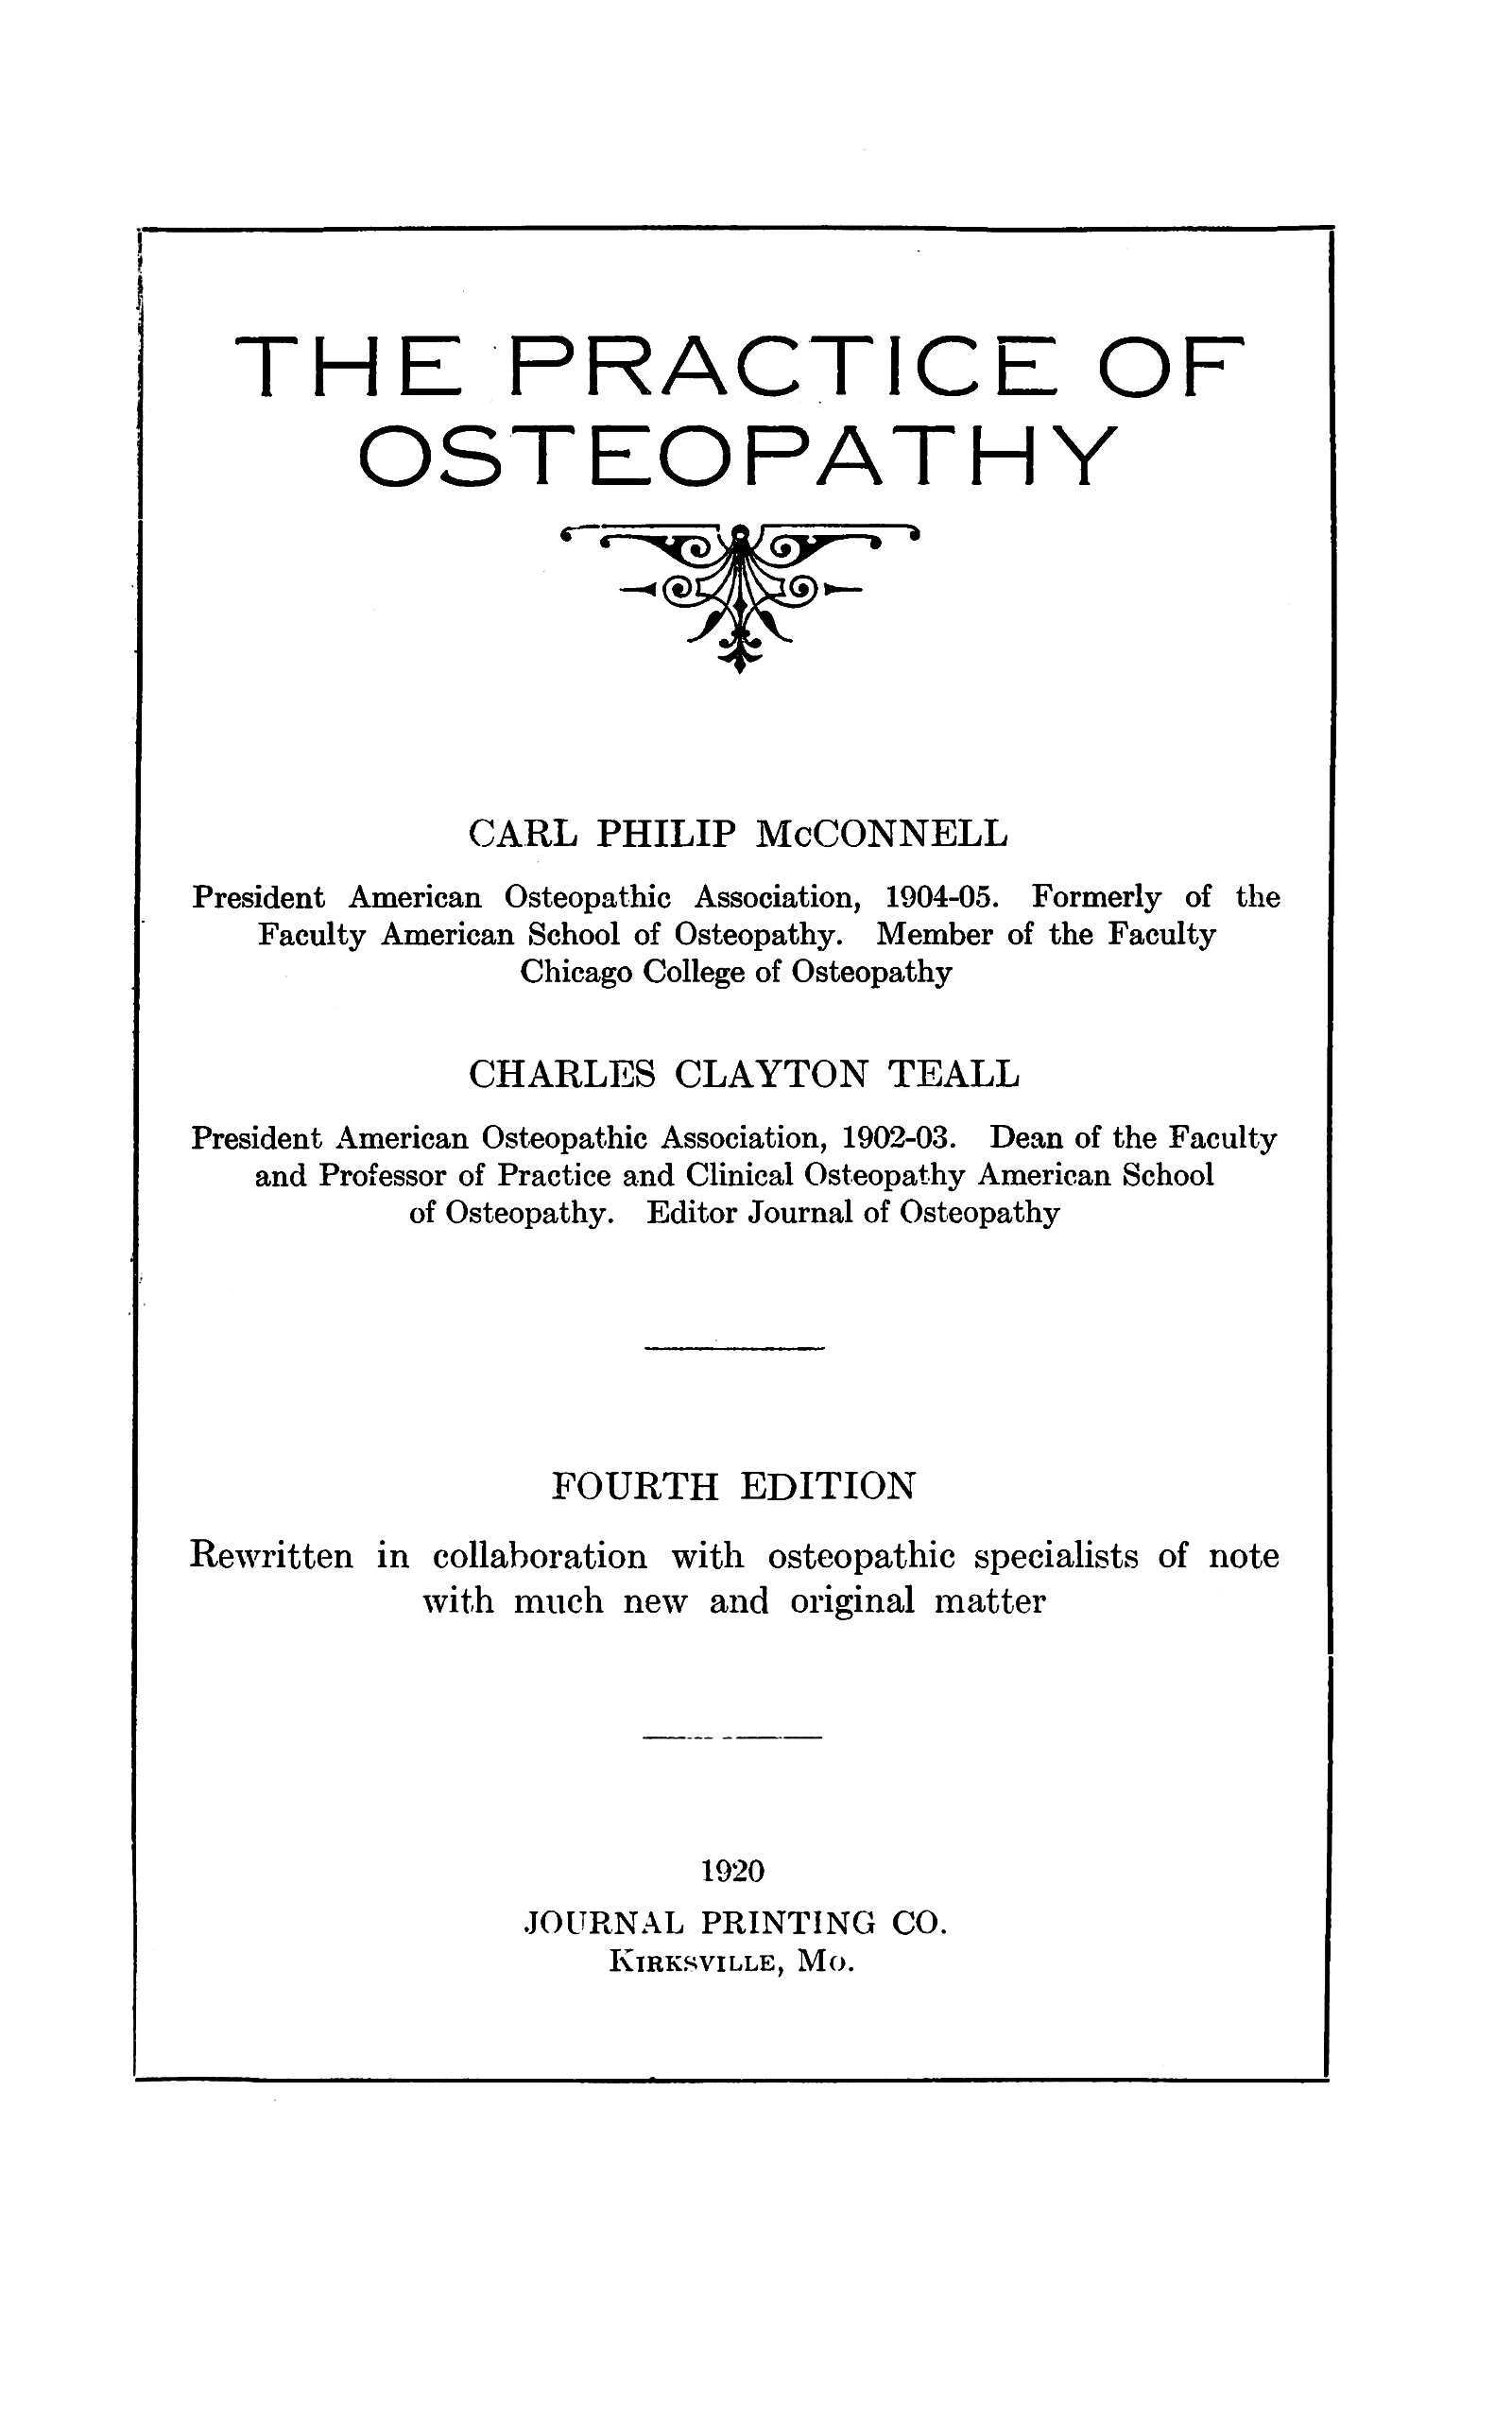 THE PRACTICE OF
OSTEOPATHY
CARL PHILIP McCONNELL
President American Osteopathic Association, 1904-05. Formerly of the
Faculty American School of Osteopathy. Member of the Faculty
Chicago College of Osteopathy
CHARLES CLAYTON TEALL
President American Osteopathic Association, 1902-03. Dean of the Faculty
and Professor of Practice and Clinical Osteopathy American School
of Osteopathy. Editor Journal of Osteopathy
FOURTH EDITION
Rewritten in collaboration with osteopathic specialists of note
with much new and original matter
1920
JOURNAL PRINTING CO.
KIRKSVILLE, MO.